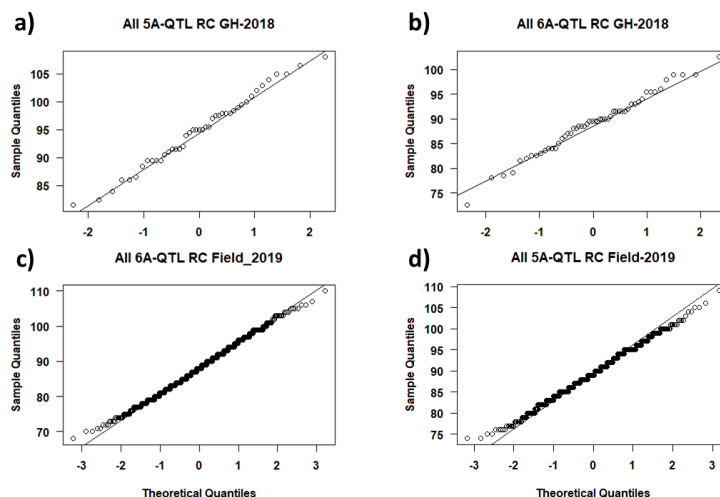 a)
All 5A-QTL RC GH-2018
Sample Quantiles
105
100
95
90
85
-2 -1 0 1 2
b)
All 6A-QTL RC GH-2018
Sample Quantiles
100
95
90
85
80
75
-2 -1 0 1 2
c)
All 6A-QTL RC Field_2019
Sample Quantiles
110
100
90
80
70
-3 -2 -1 0 1 2 3
Theoretical Quantiles
d)
All 5A-QTL RC Field-2019
Sample Quantiles
110
105
100
95
90
85
80
75
-3 -2 -1 0 1 2 3
Theoretical Quantiles